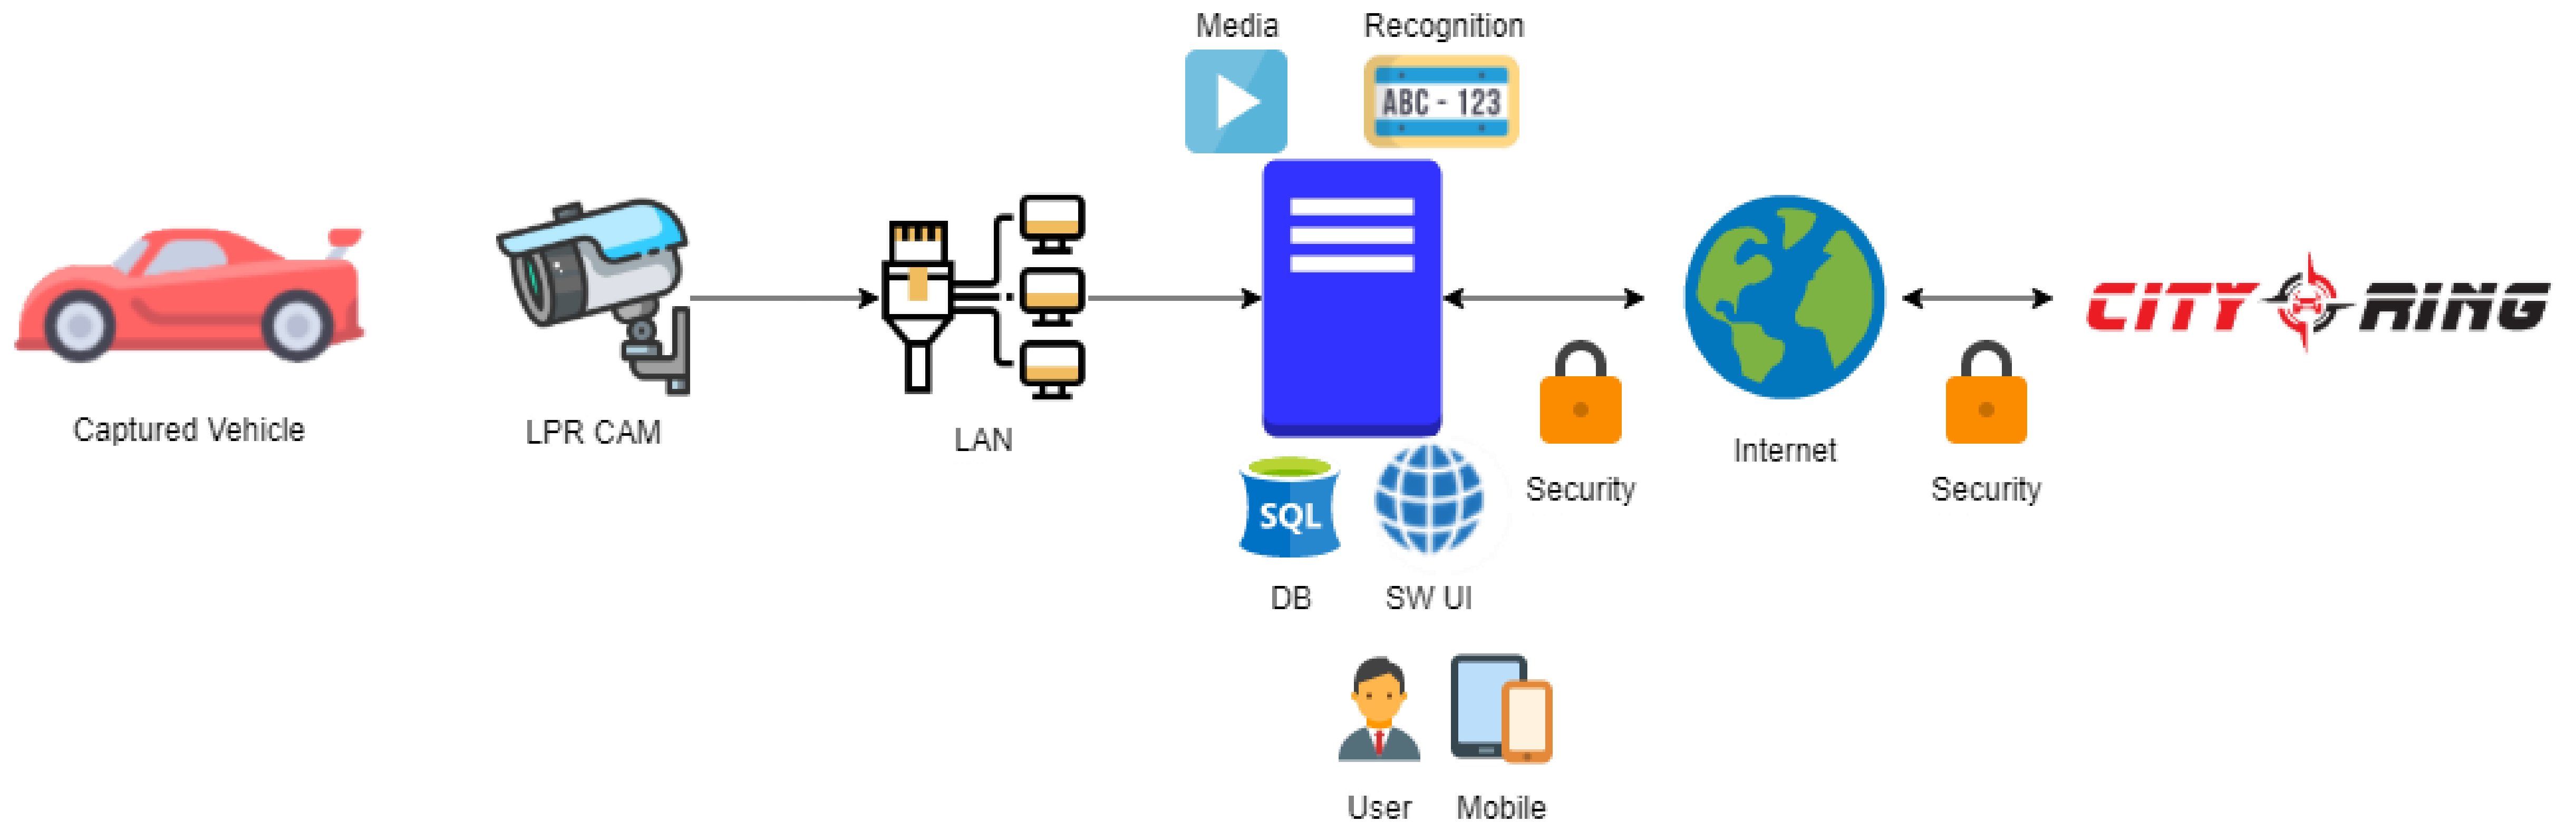 Media
Recognition
ABC - 123
CITY RING
Captured Vehicle
LPR CAM
LAN
Internet
Security
Security
SQL
DB
SW UI
User
Mobile